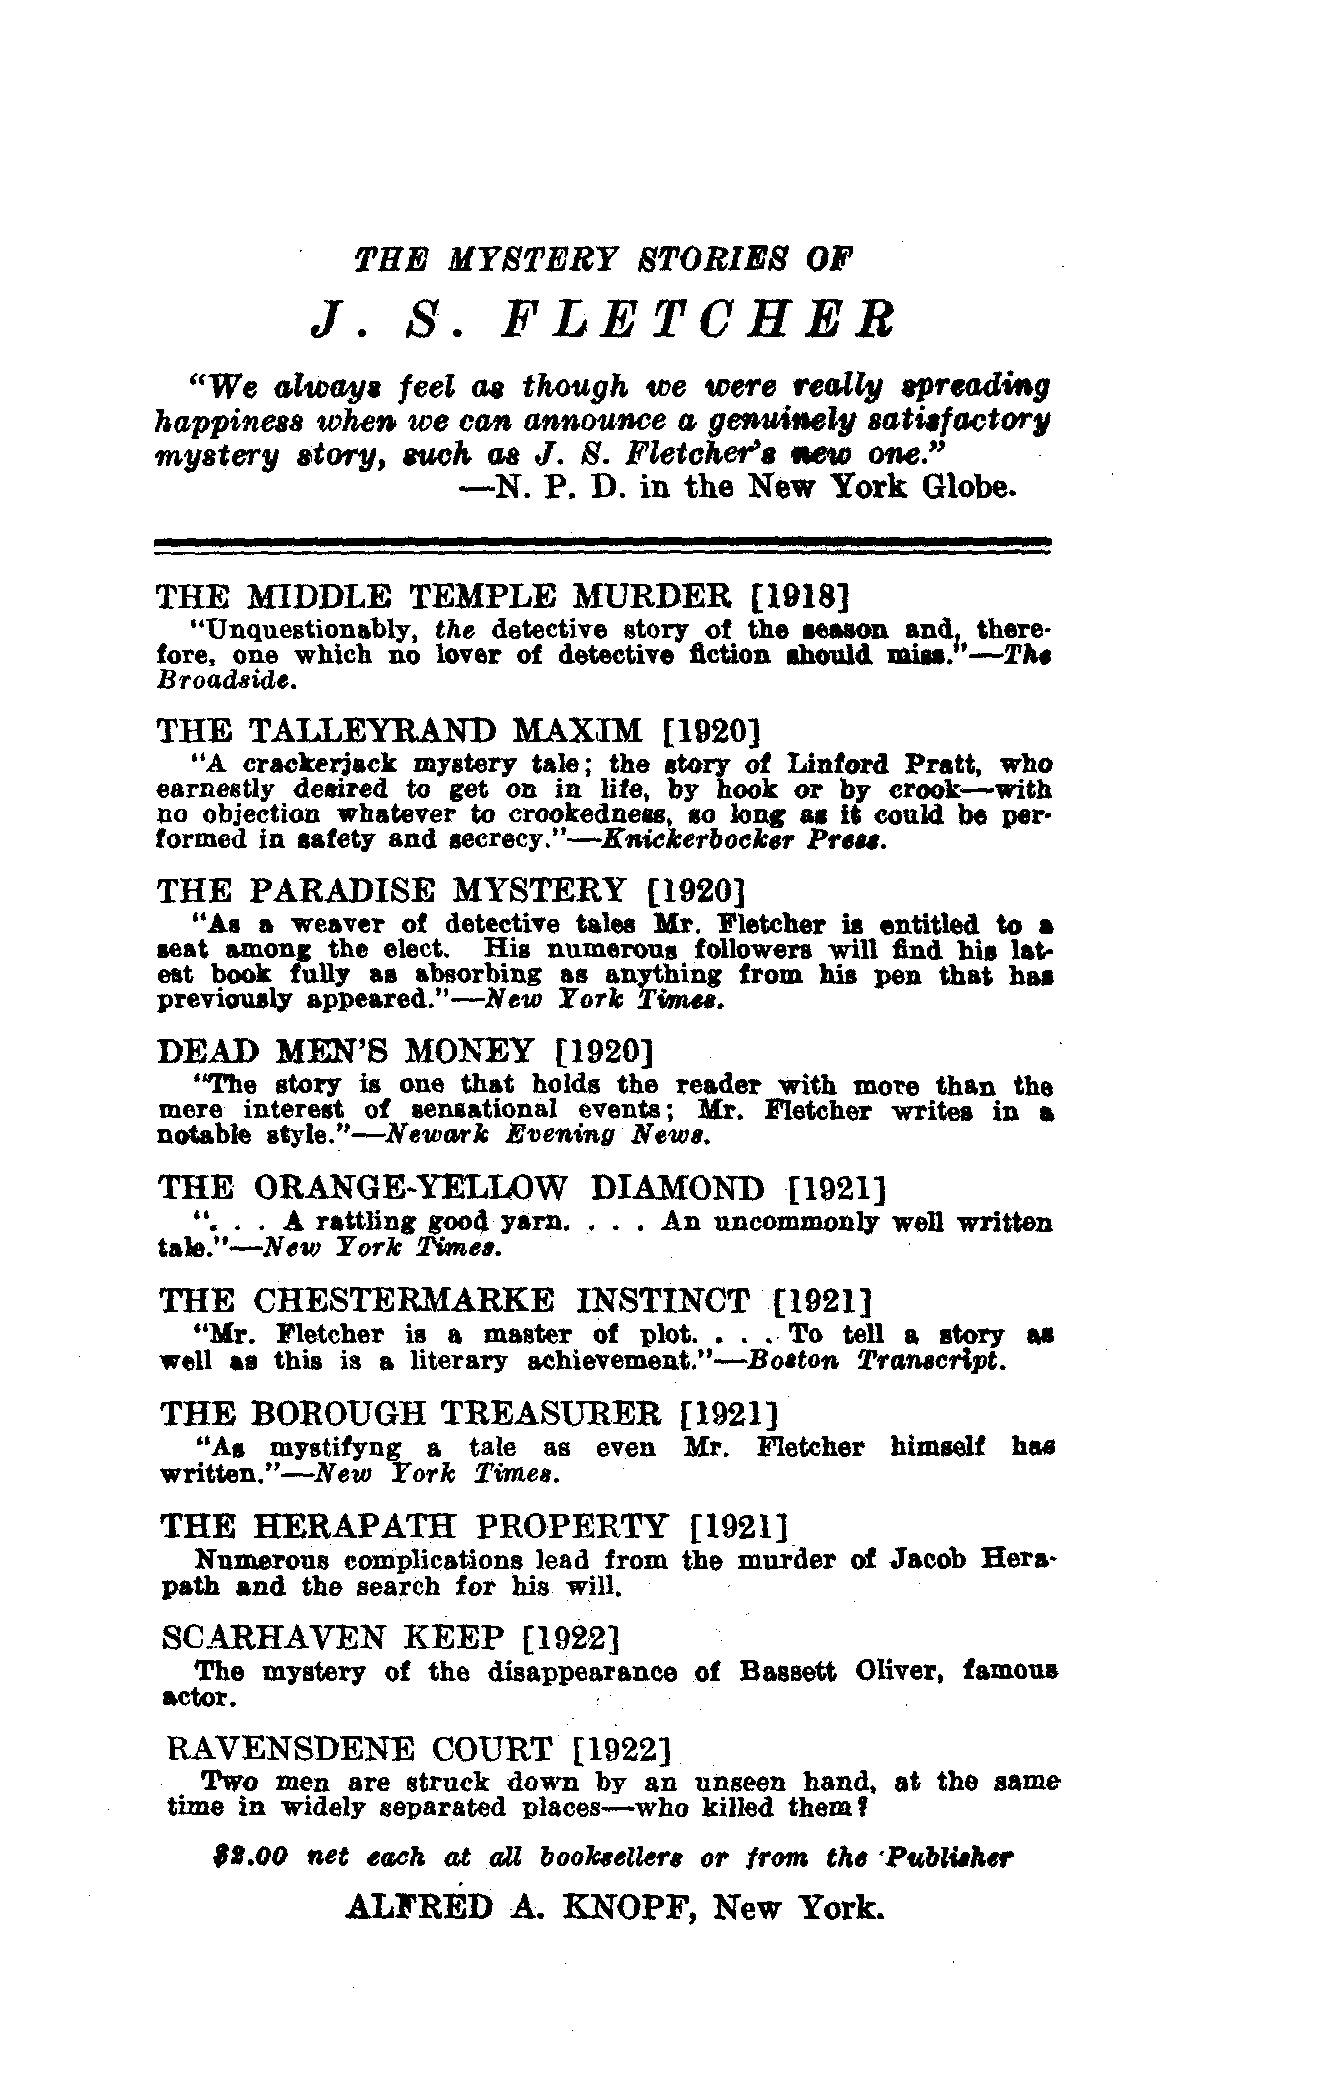 THE MYSTERY STORIES OF
J. S. FLETCHER
“We always feel as though we were really spreading
happiness when we can announce a genuinely satisfactory
mystery story, such as J. S. Fletcher’s new one.”
—N. P. D. in the New York Globe.
THE MIDDLE TEMPLE MURDER [1918]
“Unquestionably, the detective story of the season and, there-
fore, one which no lover of detective fiction should miss.”—The
Broadside.
THE TALLEYRAND MAXIM [1920]
“A crackerjack mystery tale; the story of Linford Pratt, who
earnestly desired to get on in life, by hook or by crook—with
no objection whatever to crookedness, so long as it could be per-
formed in safety and secrecy.”—Knickerbocker Press.
THE PARADISE MYSTERY [1920]
“As a weaver of detective tales Mr. Fletcher is entitled to a
seat among the elect. His numerous followers will find his lat-
est book fully as absorbing as anything from his pen that has
previously appeared.”—New York Times.
DEAD MEN’S MONEY [1920]
“The story is one that holds the reader with more than the
mere interest of sensational events; Mr. Fletcher writes in a
notable style.”—Newark Evening News.
THE ORANGE-YELLOW DIAMOND [1921]
“. . . A rattling good yarn. . . . An uncommonly well written
tale.”—New York Times.
THE CHESTERMARKE INSTINCT [1921]
“Mr. Fletcher is a master of plot. . . . To tell a story as
well as this is a literary achievement.”—Boston Transcript.
THE BOROUGH TREASURER [1921]
“As mystifyng a tale as even Mr. Fletcher himself has
written.”—New York Times.
THE HERAPATH PROPERTY [1921]
Numerous complications lead from the murder of Jacob Hera-
path and the search for his will.
SCARHAVEN KEEP [1922]
The mystery of the disappearance of Bassett Oliver, famous
actor.
RAVENSDENE COURT [1922]
Two men are struck down by an unseen hand, at the same
time in widely separated places—who killed them?
$2.00 net each at all booksellers or from the Publisher
ALFRED A. KNOPF, New York.